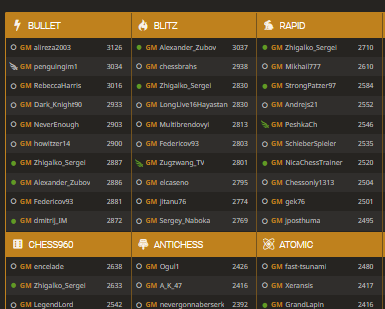 BULLET BLITZ RAPID
GM alireza2003 3126 GM Alexander_Zubov 3037 GM Zhigalko_Sergei 2710
GM penguingim1 3034 GM chessbrahs 2938 GM Mikhail777 2610
GM RebeccaHarris 3016 GM Zhigalko_Sergei 2830 GM StrongPatzer97 2584
GM Dark_Knight90 2933 GM LongLive16Hayastan 2830 GM Andrejs21 2552
GM NeverEnough 2903 GM Multibrendovyi 2813 GM PeshkaCh 2546
GM howitzer14 2900 GM Federicov93 2803 GM SchieberSpieler 2535
GM Zhigalko_Sergei 2887 GM Zugzwang_TV 2801 GM NicaChessTrainer 2520
GM Alexander_Zubov 2886 GM elcaseno 2795 GM Chessonly1313 2504
GM Federicov93 2881 GM Jitanu76 2774 GM gek76 2501
GM dmitrij_IM 2872 GM Sergey_Naboka 2769 GM jposthuma 2495
CHESS960 ANTICHESS ATOMIC
GM encelade 2638 GM Ogul1 2426 GM fast-tsunami 2480
GM Zhigalko_Sergei 2633 GM A_K_47 2416 GM Xeransis 2417
GM LegendLord 2542 GM nevergonnaberserk 2392 GM GrandLapin 2416